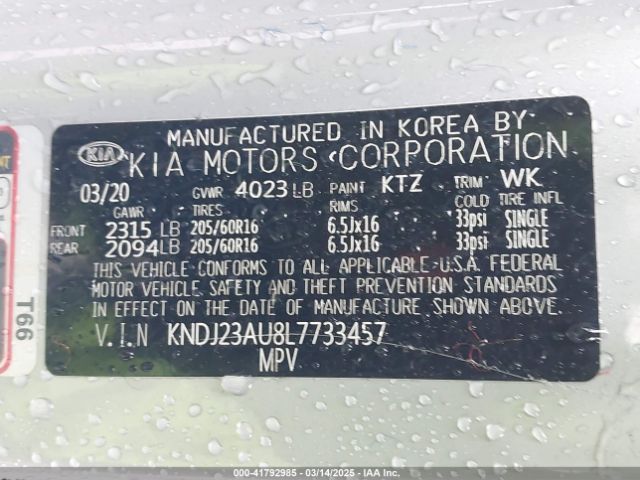 MANUFACTURED IN KOREA BY
KIA KIA MOTORS CORPORATION
03/20 GVWR 4023 LB PAINT KTZ TRIM WK
GAWR TIRES RIMS COLD TIRE INFL
FRONT 2315 LB 205/60R16 6.5Jx16 33psi SINGLE
REAR 2094 LB 205/60R16 6.5Jx16 33psi SINGLE
THIS VEHICLE CONFORMS TO ALL APPLICABLE U.S.A. FEDERAL
MOTOR VEHICLE SAFETY AND THEFT PREVENTION STANDARDS
IN EFFECT ON THE DATE OF MANUFACTURE SHOWN ABOVE.
V.I.N KNDJ23AU8L7733457
MPV
T66
000-41792985 - 03/14/2025 - IAA Inc.